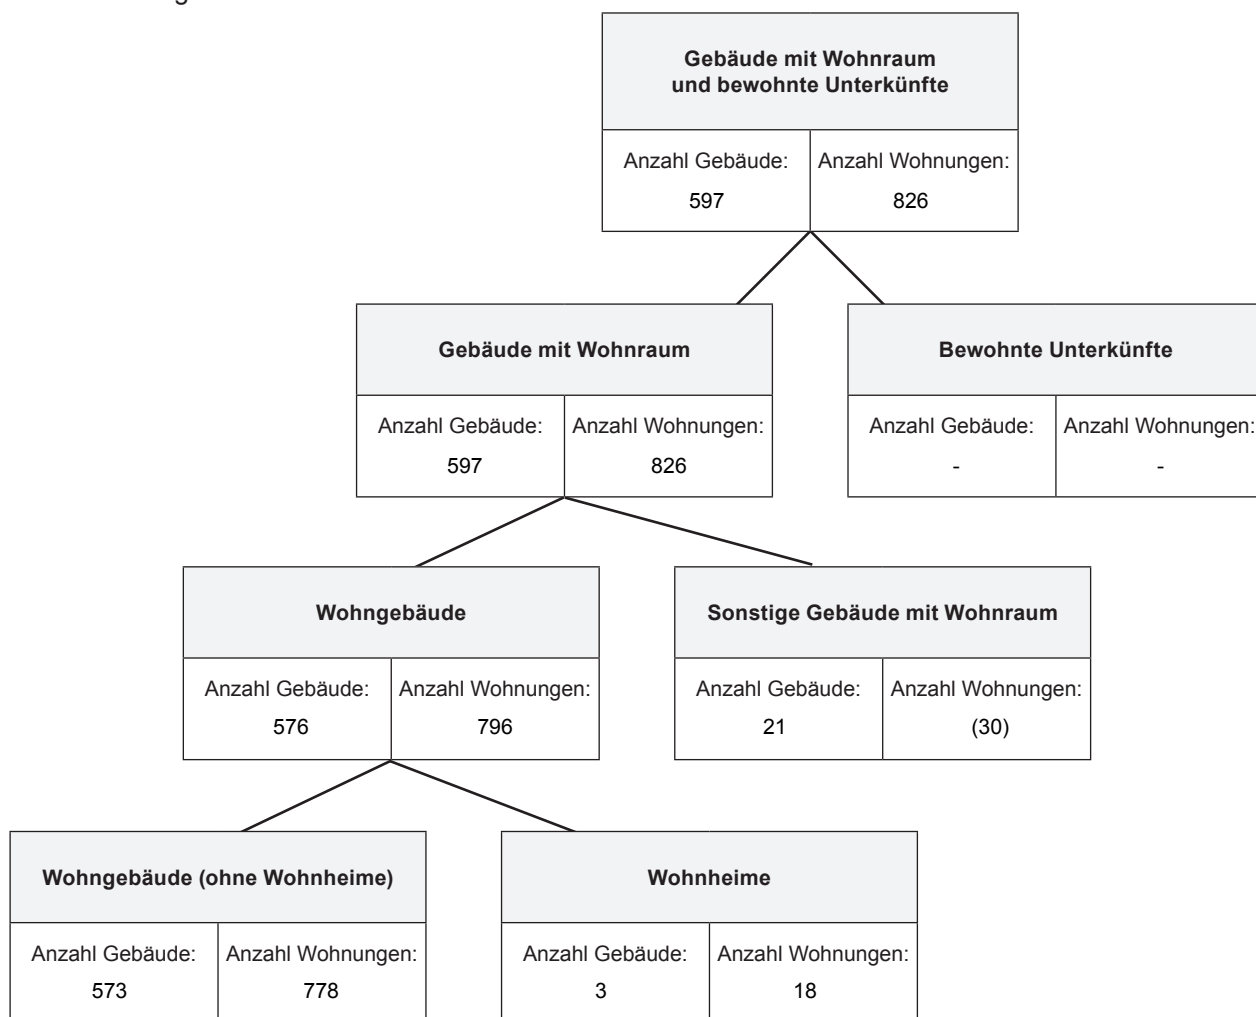 Gebäude mit Wohnraum
und bewohnte Unterkünfte
Anzahl Gebäude: Anzahl Wohnungen:
597 826
Gebäude mit Wohnraum
Anzahl Gebäude: Anzahl Wohnungen:
597 826
Bewohnte Unterkünfte
Anzahl Gebäude: Anzahl Wohnungen:
- -
Wohngebäude
Anzahl Gebäude: Anzahl Wohnungen:
576 796
Sonstige Gebäude mit Wohnraum
Anzahl Gebäude: Anzahl Wohnungen:
21 (30)
Wohngebäude (ohne Wohnheime)
Anzahl Gebäude: Anzahl Wohnungen:
573 778
Wohnheime
Anzahl Gebäude: Anzahl Wohnungen:
3 18